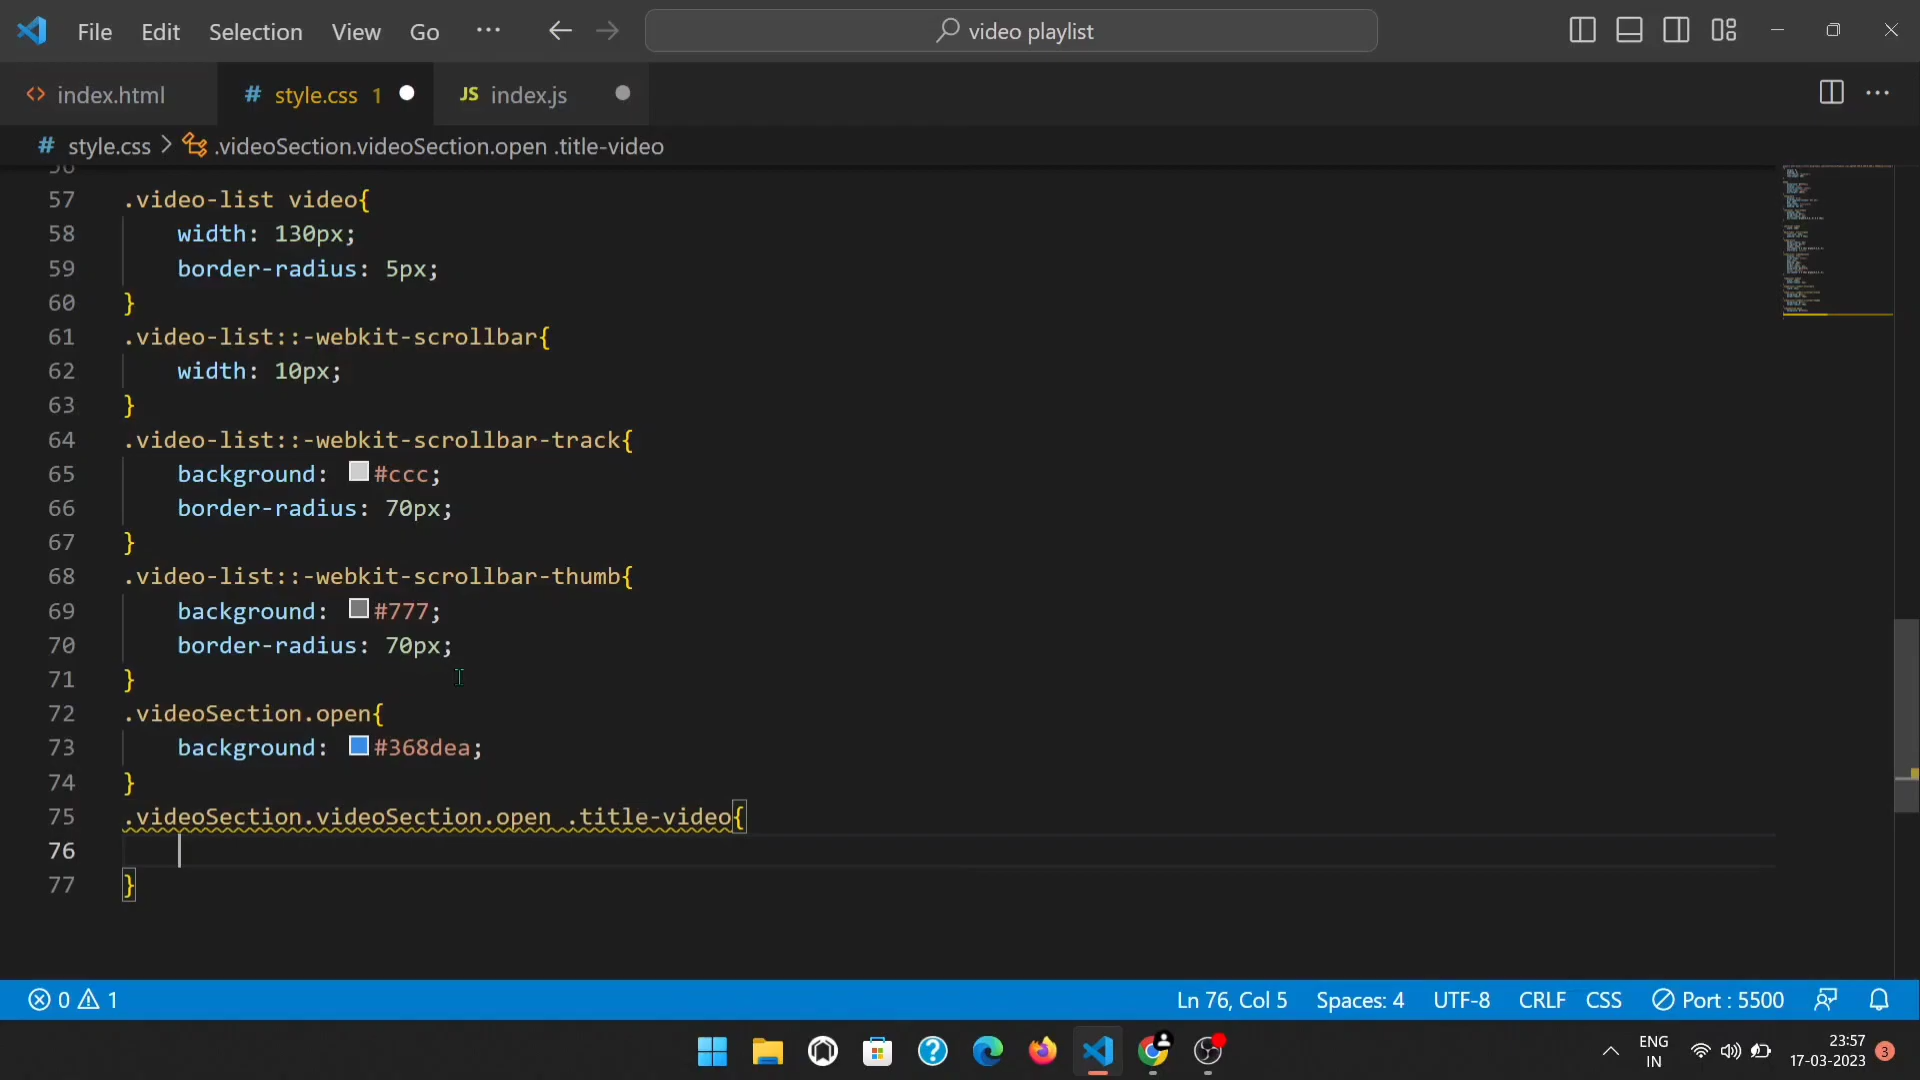 File Edit Selection View Go ··· video playlist
index.html # style.css 1 JS index.js
# style.css > .videoSection.videoSection.open .title-video
57 .video-list video{
58 width: 130px;
59 border-radius: 5px;
60 }
61 .video-list::-webkit-scrollbar{
62 width: 10px;
63 }
64 .video-list::-webkit-scrollbar-track{
65 background: #ccc;
66 border-radius: 70px;
67 }
68 .video-list::-webkit-scrollbar-thumb{
69 background: #777;
70 border-radius: 70px;
71 }
72 .videoSection.open{
73 background: #368dea;
74 }
75 .videoSection.videoSection.open .title-video{
76
77 }
0 1 Ln 76, Col 5 Spaces: 4 UTF-8 CRLF CSS Port : 5500
ENG 23:57
IN 17-03-2023 3